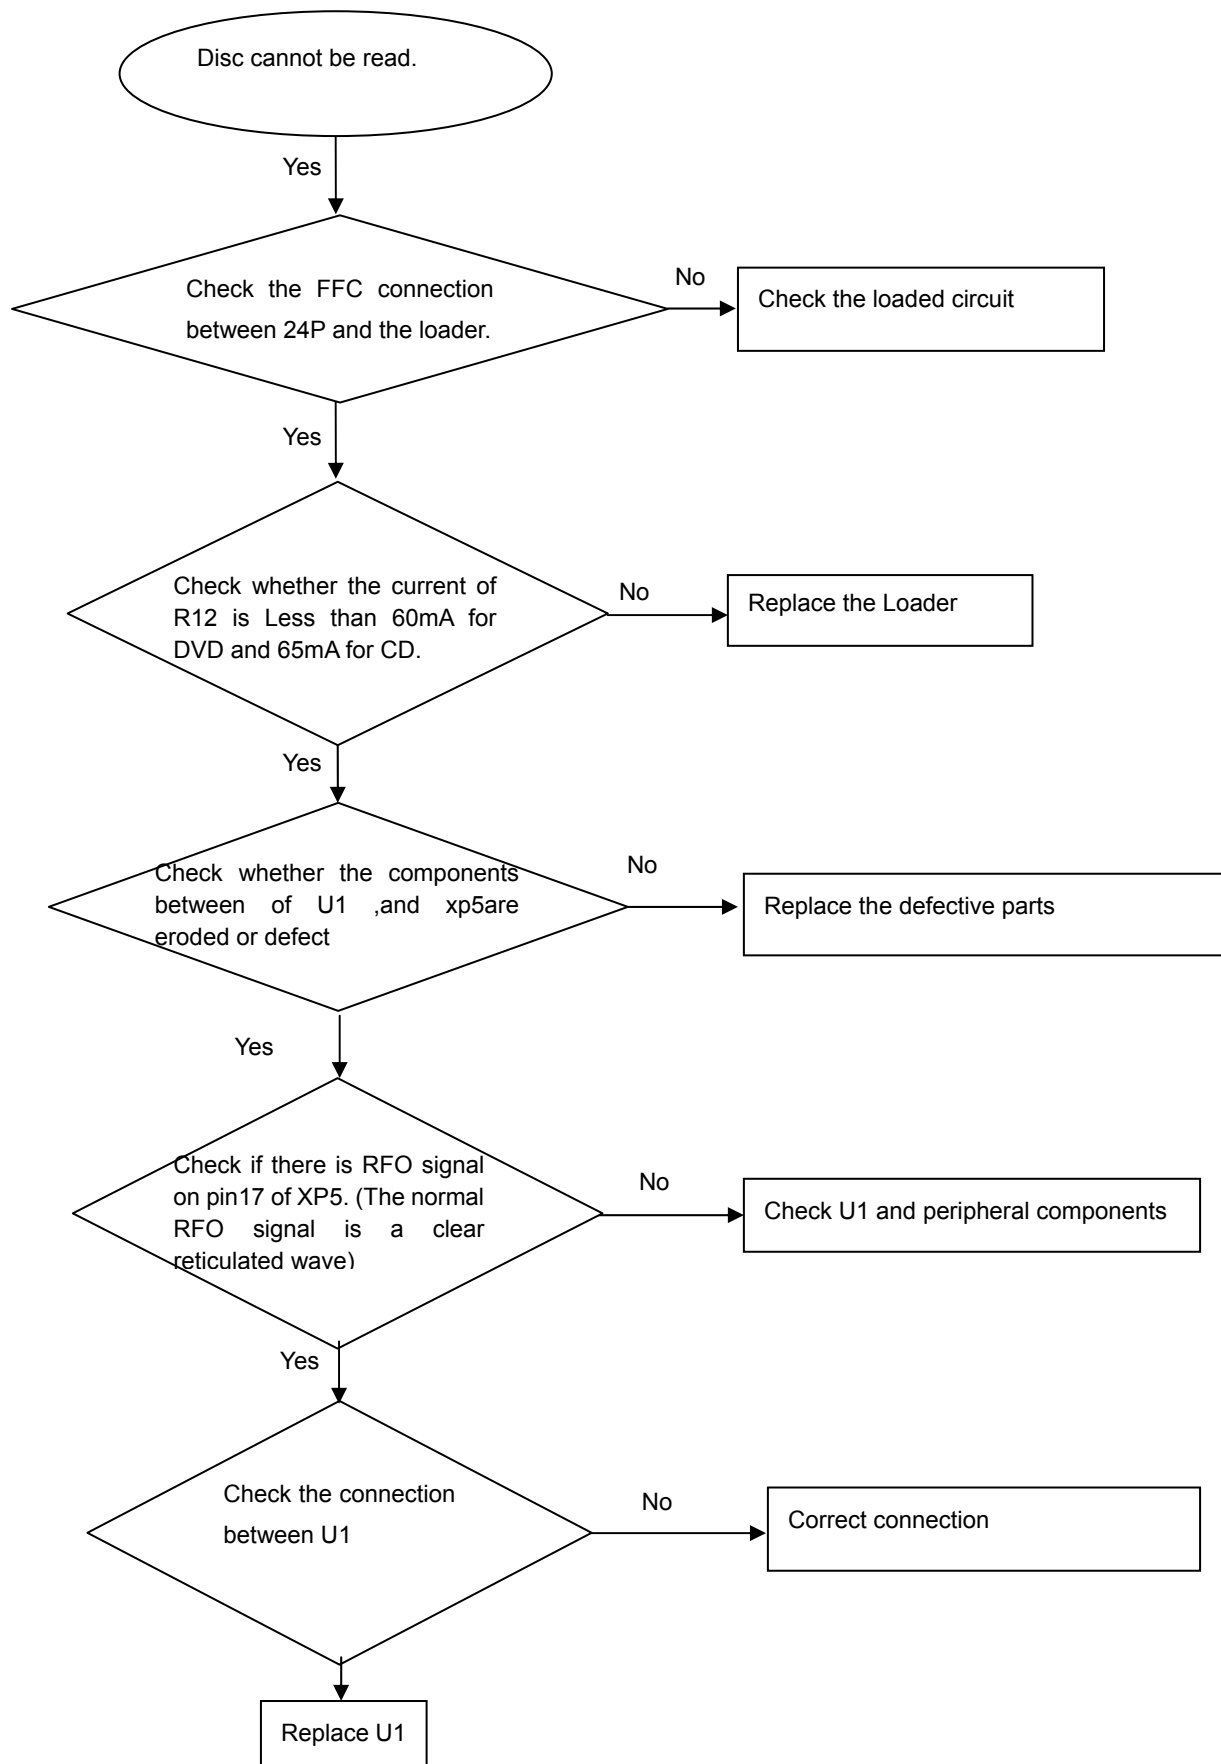 Disc cannot be read.
Yes
Check the FFC connection
between 24P and the loader.
No
Check the loaded circuit
Yes
Check whether the current of
R12 is Less than 60mA for
DVD and 65mA for CD.
No
Replace the Loader
Yes
Check whether the components
between of U1 ,and xp5are
eroded or defect
No
Replace the defective parts
Yes
Check if there is RFO signal
on pin17 of XP5. (The normal
RFO signal is a clear
reticulated wave)
No
Check U1 and peripheral components
Yes
Check the connection
between U1
No
Correct connection
Replace U1